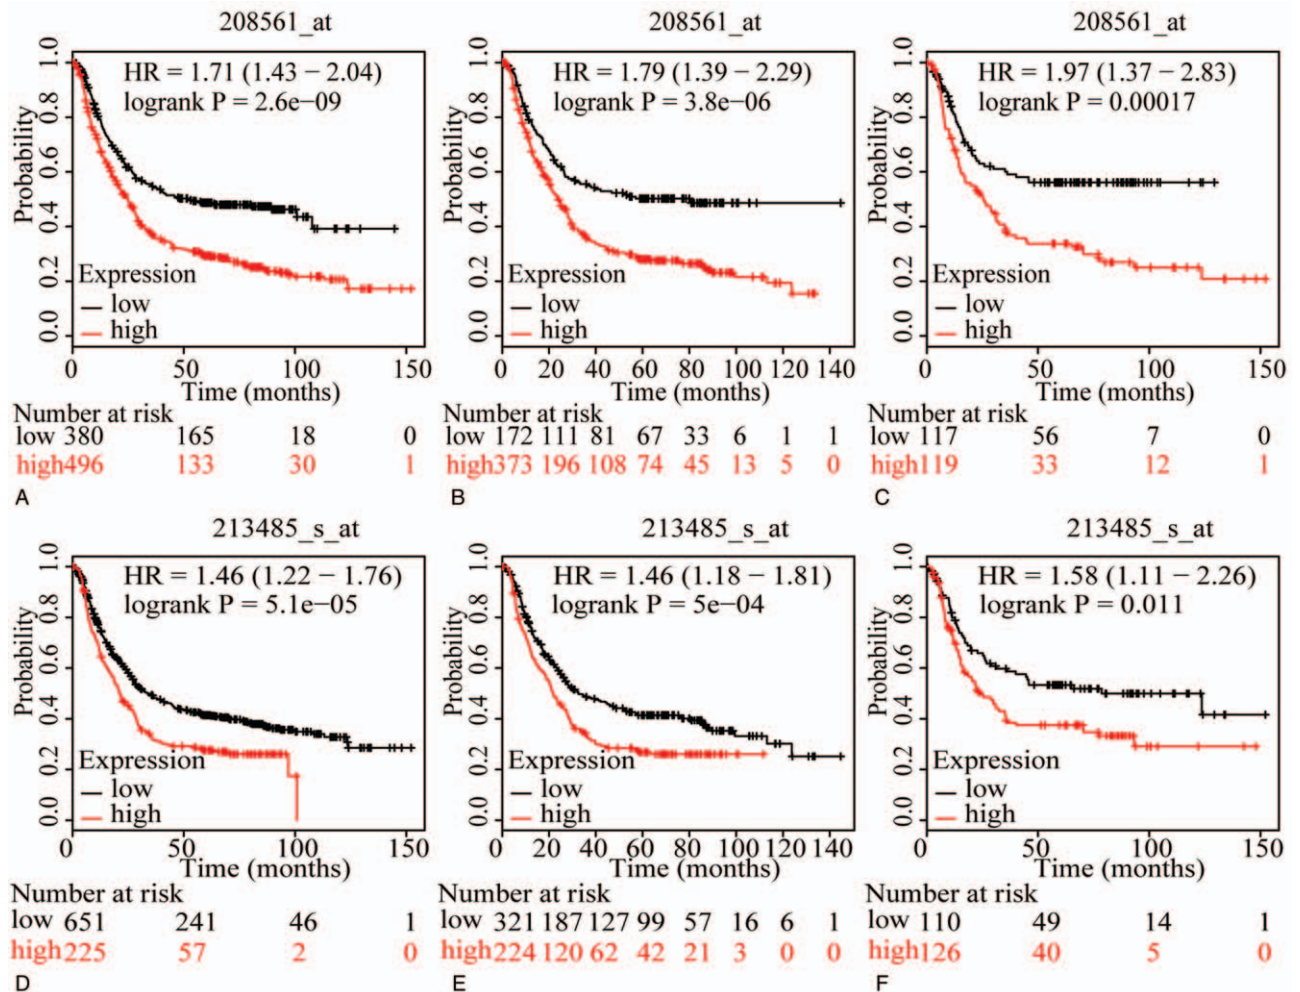 208561_at
HR = 1.71 (1.43 − 2.04)
logrank P = 2.6e−09
Probability
1.0
0.8
0.6
0.4
0.2
0.0
Expression
low
high
0 50 100 150
Time (months)
Number at risk
low 380 165 18 0
high 496 133 30 1
A
208561_at
HR = 1.79 (1.39 − 2.29)
logrank P = 3.8e−06
Probability
1.0
0.8
0.6
0.4
0.2
0.0
Expression
low
high
0 20 40 60 80 100 120 140
Time (months)
Number at risk
low 172 111 81 67 33 6 1 1
high 373 196 108 74 45 13 5 0
B
208561_at
HR = 1.97 (1.37 − 2.83)
logrank P = 0.00017
Probability
1.0
0.8
0.6
0.4
0.2
0.0
Expression
low
high
0 50 100 150
Time (months)
Number at risk
low 117 56 7 0
high 119 33 12 1
C
213485_s_at
HR = 1.46 (1.22 − 1.76)
logrank P = 5.1e−05
Probability
1.0
0.8
0.6
0.4
0.2
0.0
Expression
low
high
0 50 100 150
Time (months)
Number at risk
low 651 241 46 1
high 225 57 2 0
D
213485_s_at
HR = 1.46 (1.18 − 1.81)
logrank P = 5e−04
Probability
1.0
0.8
0.6
0.4
0.2
0.0
Expression
low
high
0 20 40 60 80 100 120 140
Time (months)
Number at risk
low 321 187 127 99 57 16 6 1
high 224 120 62 42 21 3 0 0
E
213485_s_at
HR = 1.58 (1.11 − 2.26)
logrank P = 0.011
Probability
1.0
0.8
0.6
0.4
0.2
0.0
Expression
low
high
0 50 100 150
Time (months)
Number at risk
low 110 49 14 1
high 126 40 5 0
F